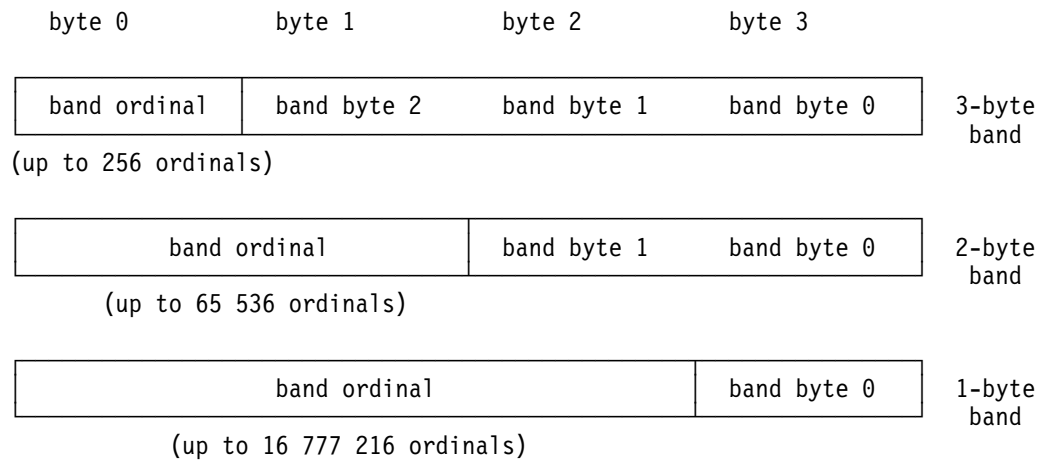 byte 0 byte 1 byte 2 byte 3
band ordinal band byte 2 band byte 1 band byte 0 3-byte
band
(up to 256 ordinals)
band ordinal band byte 1 band byte 0 2-byte
band
(up to 65 536 ordinals)
band ordinal band byte 0 1-byte
band
(up to 16 777 216 ordinals)